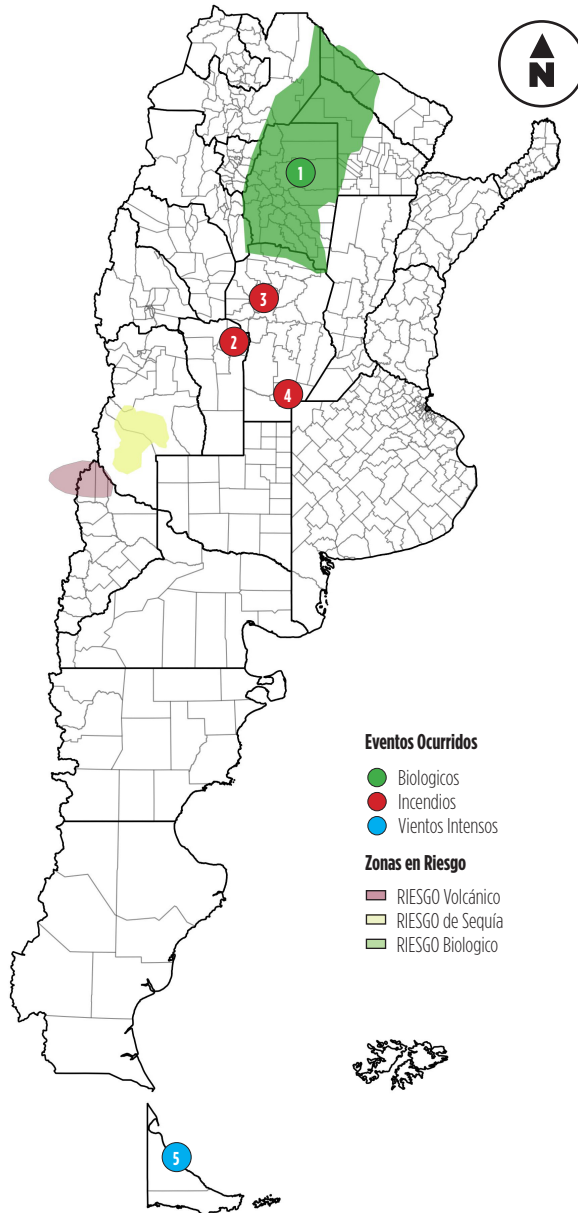 N
1
3
2
4
Eventos Ocurridos
Biologicos
Incendios
Vientos Intensos
Zonas en Riesgo
RIESGO Volcánico
RIESGO de Sequía
RIESGO Biologico
5